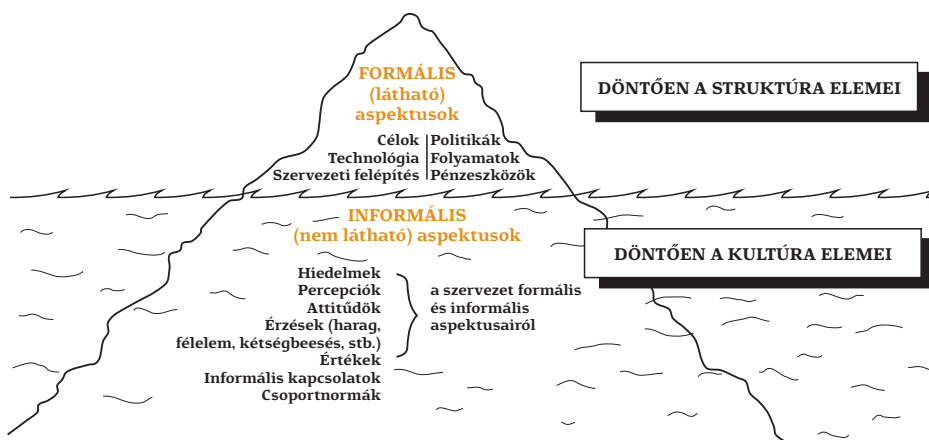 FORMÁLIS
(látható)
aspektusok
DÖNTŐEN A STRUKTÚRA ELEMEI
Célok
Technológia
Szervezeti felépítés
Politikák
Folyamatok
Pénzeszközök
INFORMÁLIS
(nem látható) aspektusok
DÖNTŐEN A KULTÚRA ELEMEI
Hiedelmek
Percepciók
Attitűdök
Érzések (harag,
félelem, kétségbeesés, stb.)
Értékek
Informális kapcsolatok
Csoportnormák
a szervezet formális
és informális
aspektusairól